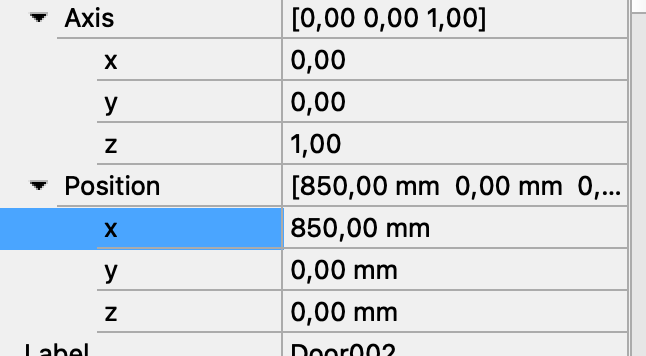 Axis [0,00 0,00 1,00]
x 0,00
y 0,00
z 1,00
Position [850,00 mm  0,00 mm  0,...
x 850,00 mm
y 0,00 mm
z 0,00 mm
Label Door002